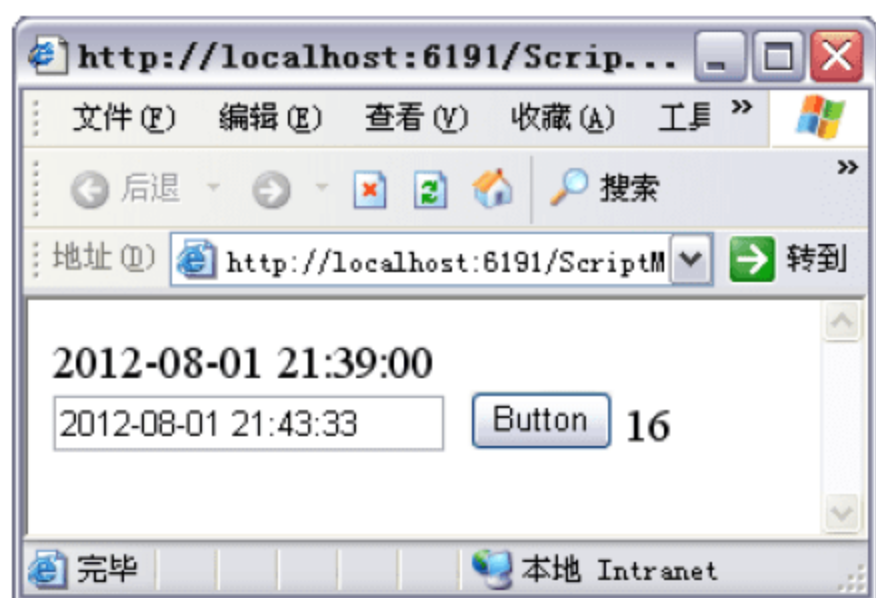 http://localhost:6191/Scrip...
文件(F) 编辑(E) 查看(V) 收藏(A) 工具 »
后退 搜索 »
地址(D) http://localhost:6191/ScriptM 转到
2012-08-01 21:39:00
2012-08-01 21:43:33 Button 16
完毕 本地 Intranet